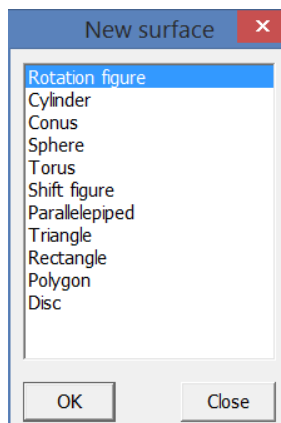 New surface
Rotation figure
Cylinder
Conus
Sphere
Torus
Shift figure
Parallelepiped
Triangle
Rectangle
Polygon
Disc
OK Close